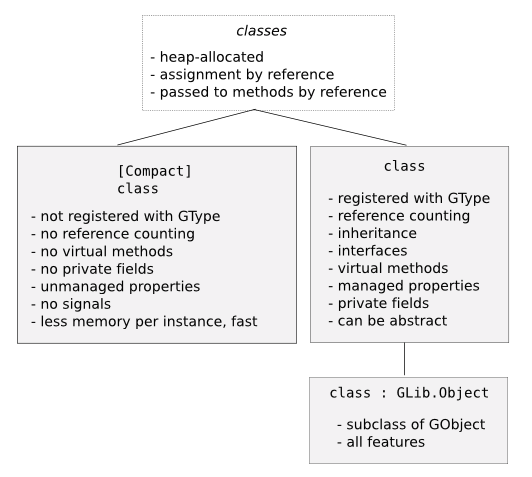 classes
- heap-allocated
- assignment by reference
- passed to methods by reference
[Compact]
class
- not registered with GType
- no reference counting
- no virtual methods
- no private fields
- unmanaged properties
- no signals
- less memory per instance, fast
class
- registered with GType
- reference counting
- inheritance
- interfaces
- virtual methods
- managed properties
- private fields
- can be abstract
class : GLib.Object
- subclass of GObject
- all features